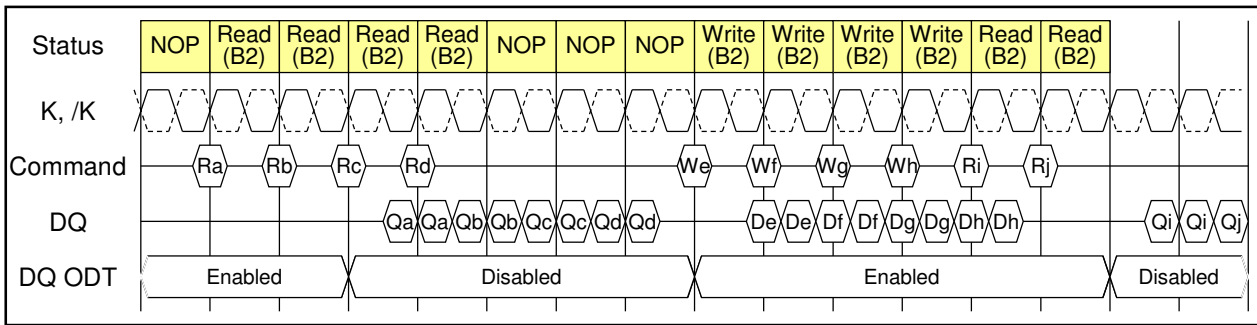 Status NOP Read (B2) Read (B2) Read (B2) Read (B2) NOP NOP NOP Write (B2) Write (B2) Write (B2) Write (B2) Read (B2) Read (B2)
K, /K
Command Ra Rb Rc Rd We Wf Wg Wh Ri Rj
DQ Qa Qa Qb Qb Qc Qc Qd Qd De De Df Df Dg Dg Dh Dh Qi Qi Qj
DQ ODT Enabled Disabled Enabled Disabled